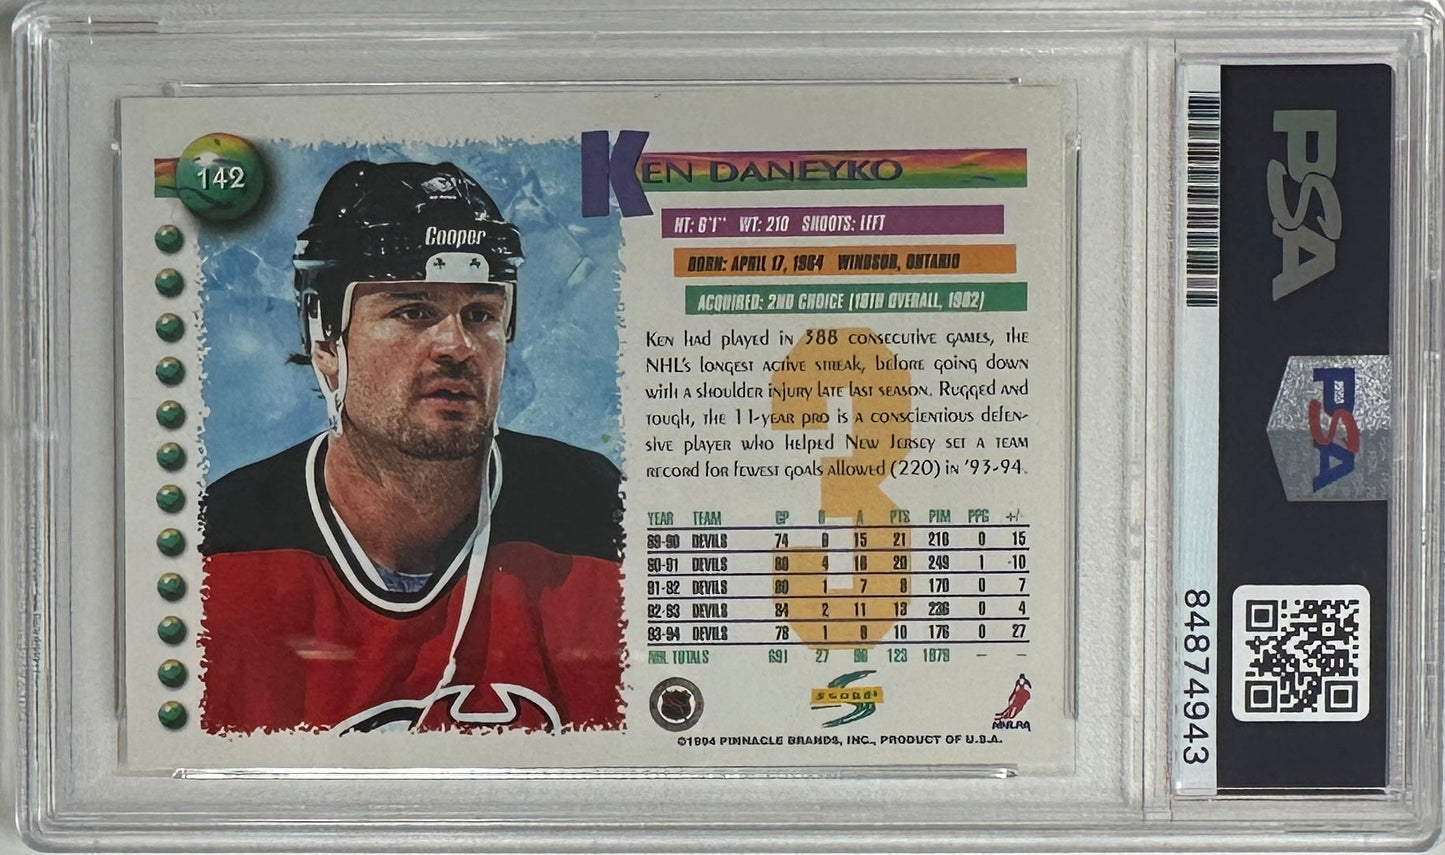 142
KEN DANEYKO
Cooper
HT: 6'1" WT: 210 SHOOTS: LEFT
BORN: APRIL 17, 1964 WINDSOR, ONTARIO
ACQUIRED: 2ND CHOICE (18TH OVERALL, 1982)
KEN HAD PLAYED IN 388 CONSECUTIVE GAMES, THE
NHL'S LONGEST ACTIVE STREAK, BEFORE GOING DOWN
WITH A SHOULDER INJURY LATE LAST SEASON. RUGGED AND
TOUGH, THE 11-YEAR PRO IS A CONSCIENTIOUS DEFEN-
SIVE PLAYER WHO HELPED NEW JERSEY SET A TEAM
RECORD FOR FEWEST GOALS ALLOWED (220) IN '93-94.
3
YEAR TEAM GP G A PTS PIM PPG +/-
89-90 DEVILS 74 6 15 21 216 0 15
90-91 DEVILS 80 4 16 20 249 1 -10
91-92 DEVILS 80 1 7 8 170 0 7
92-93 DEVILS 84 2 11 13 236 0 4
93-94 DEVILS 78 1 9 10 176 0 27
NHL TOTALS 691 27 96 123 1878 — —
SCORE
NHLPA
©1994 PINNACLE BRANDS, INC., PRODUCT OF U.S.A.
PSA
PSA
84874943